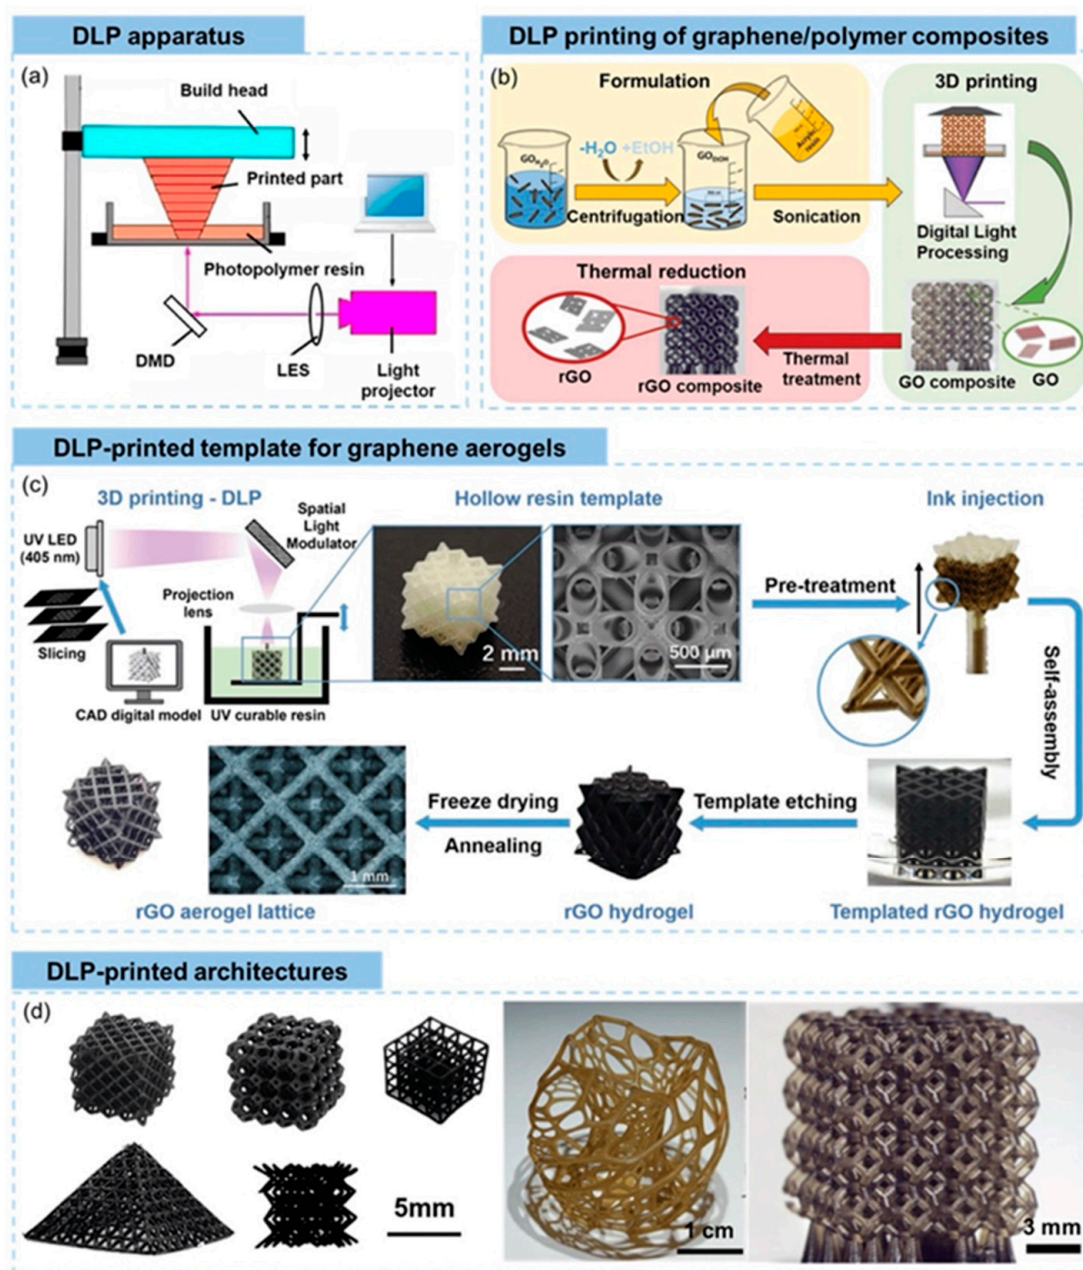 DLP apparatus
DLP printing of graphene/polymer composites
(a)
Build head
Printed part
Photopolymer resin
DMD
LES
Light
projector
(b)
Formulation
-H₂O +EtOH
Centrifugation
Acrylic
resin
Sonication
3D printing
Digital Light
Processing
Thermal reduction
rGO
rGO composite
Thermal
treatment
GO composite
GO
DLP-printed template for graphene aerogels
(c)
3D printing - DLP
UV LED
(405 nm)
Spatial
Light
Modulator
Projection
lens
Slicing
CAD digital model
UV curable resin
Hollow resin template
2 mm
500 μm
Pre-treatment
Ink injection
Self-assembly
Freeze drying
Annealing
Template etching
1 mm
rGO aerogel lattice
rGO hydrogel
Templated rGO hydrogel
DLP-printed architectures
(d)
5mm
1 cm
3 mm